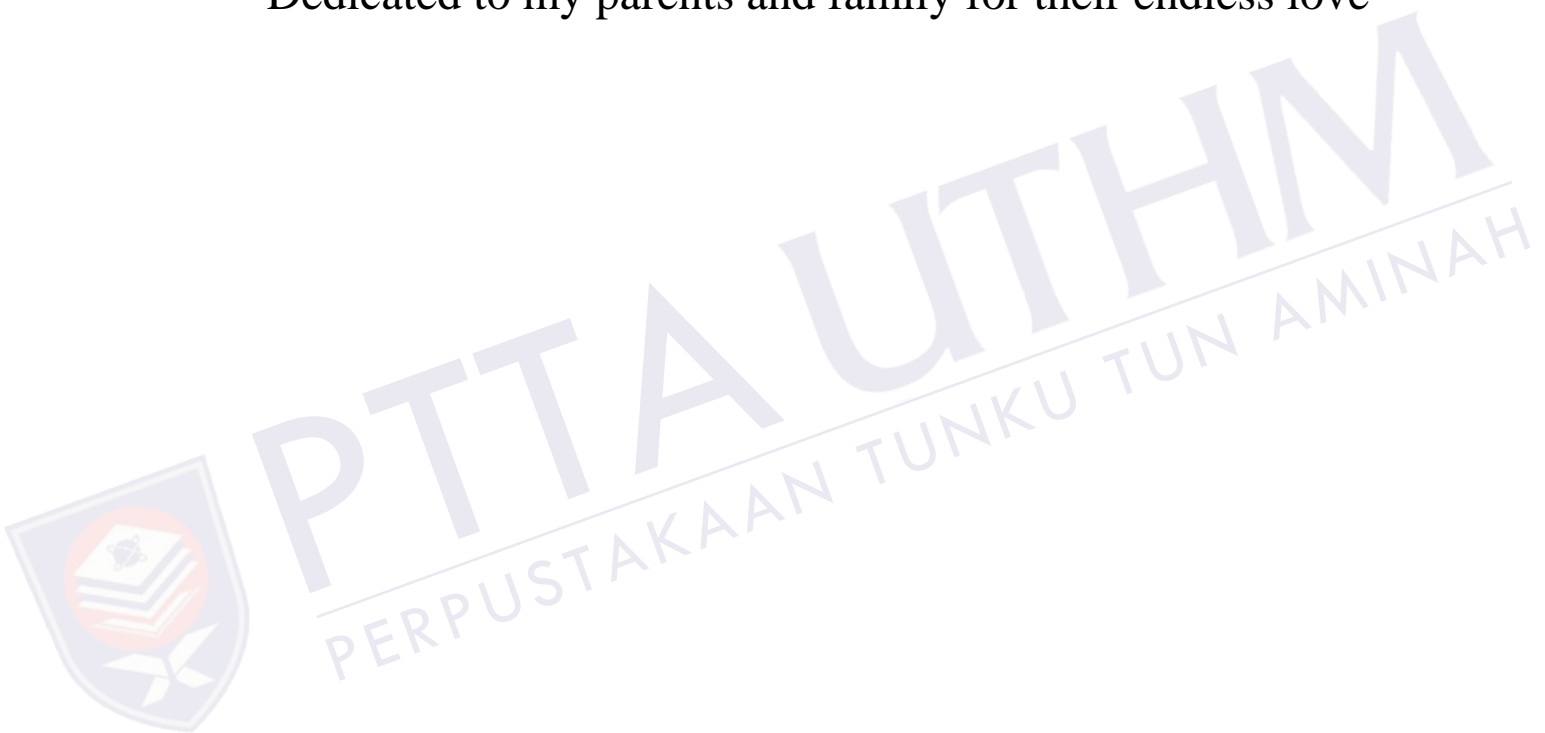 Dedicated to my parents and family for their endless love
PTTA UTHM
PERPUSTAKAAN TUNKU TUN AMINAH